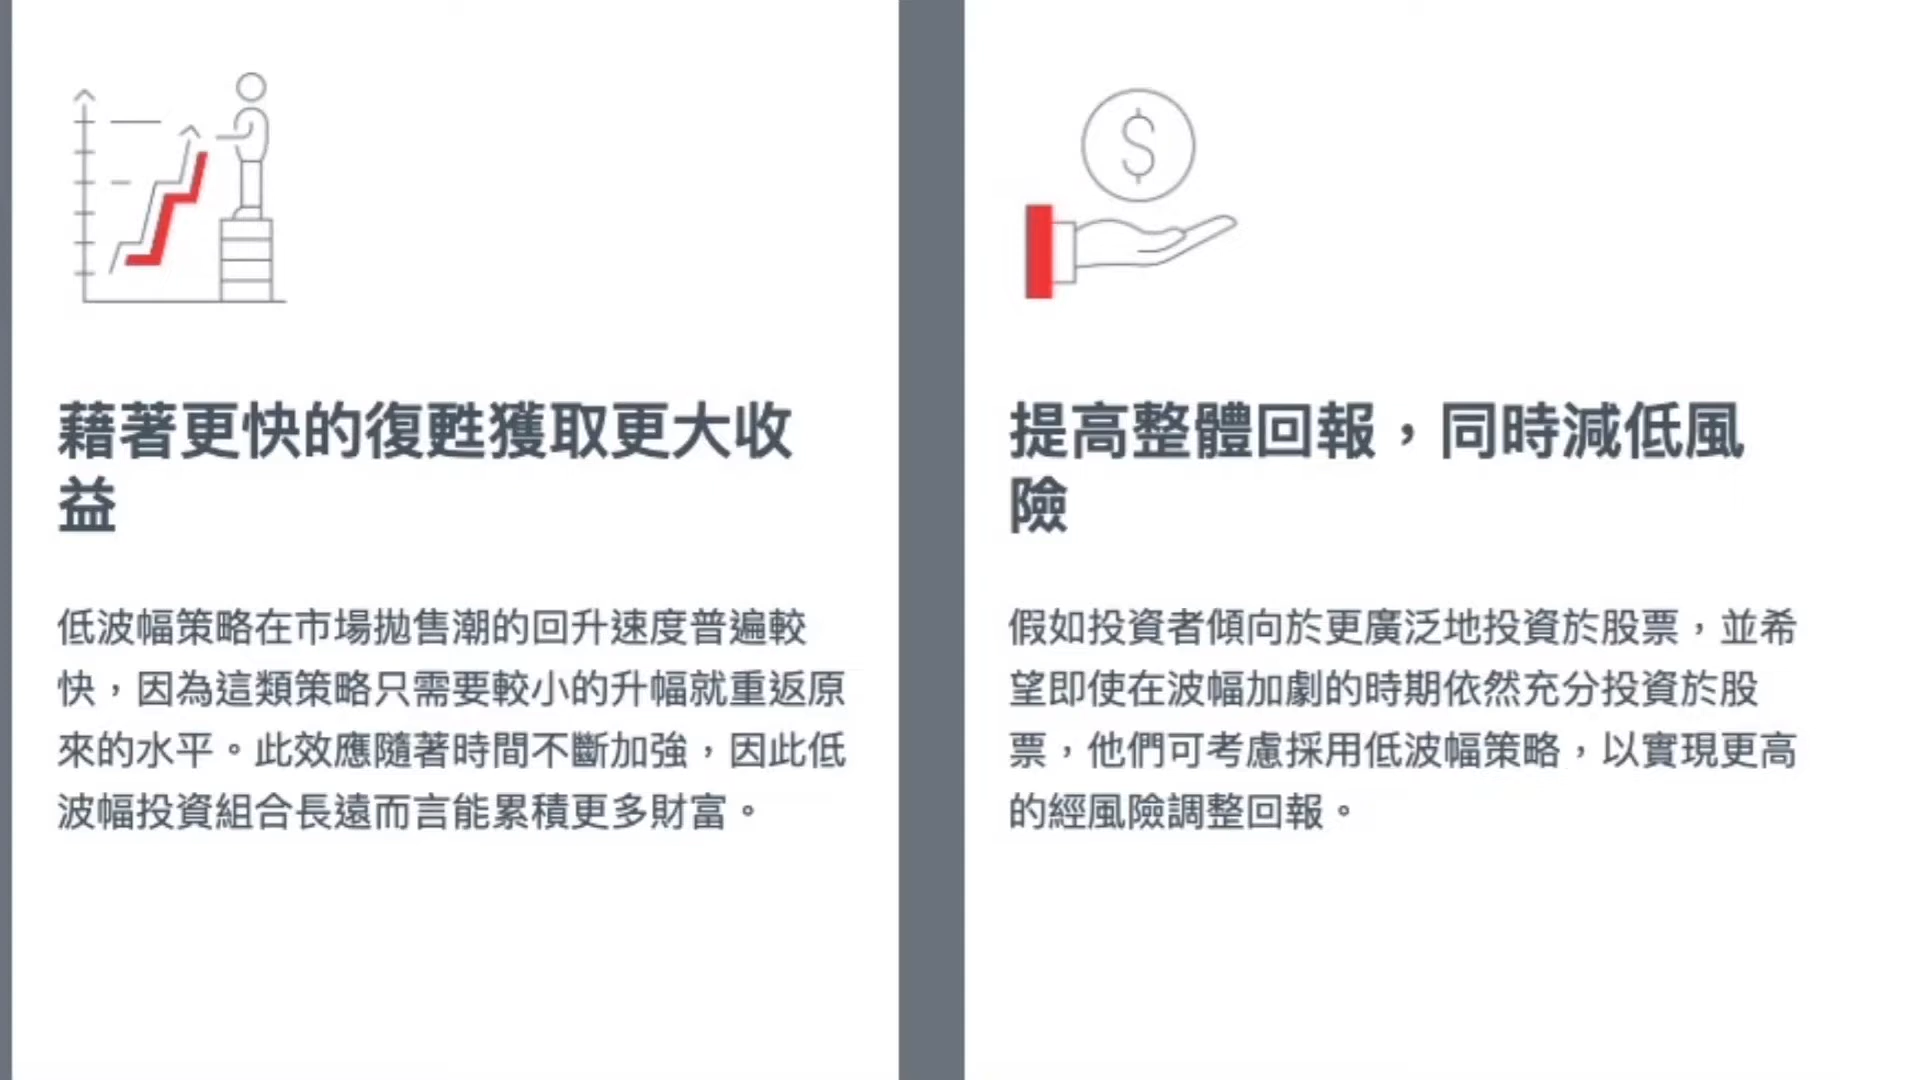 藉著更快的復甦獲取更大收
益
低波幅策略在市場拋售潮的回升速度普遍較
快，因為這類策略只需要較小的升幅就重返原
來的水平。此效應隨著時間不斷加強，因此低
波幅投資組合長遠而言能累積更多財富。
$
提高整體回報，同時減低風
險
假如投資者傾向於更廣泛地投資於股票，並希
望即使在波幅加劇的時期依然充分投資於股
票，他們可考慮採用低波幅策略，以實現更高
的經風險調整回報。